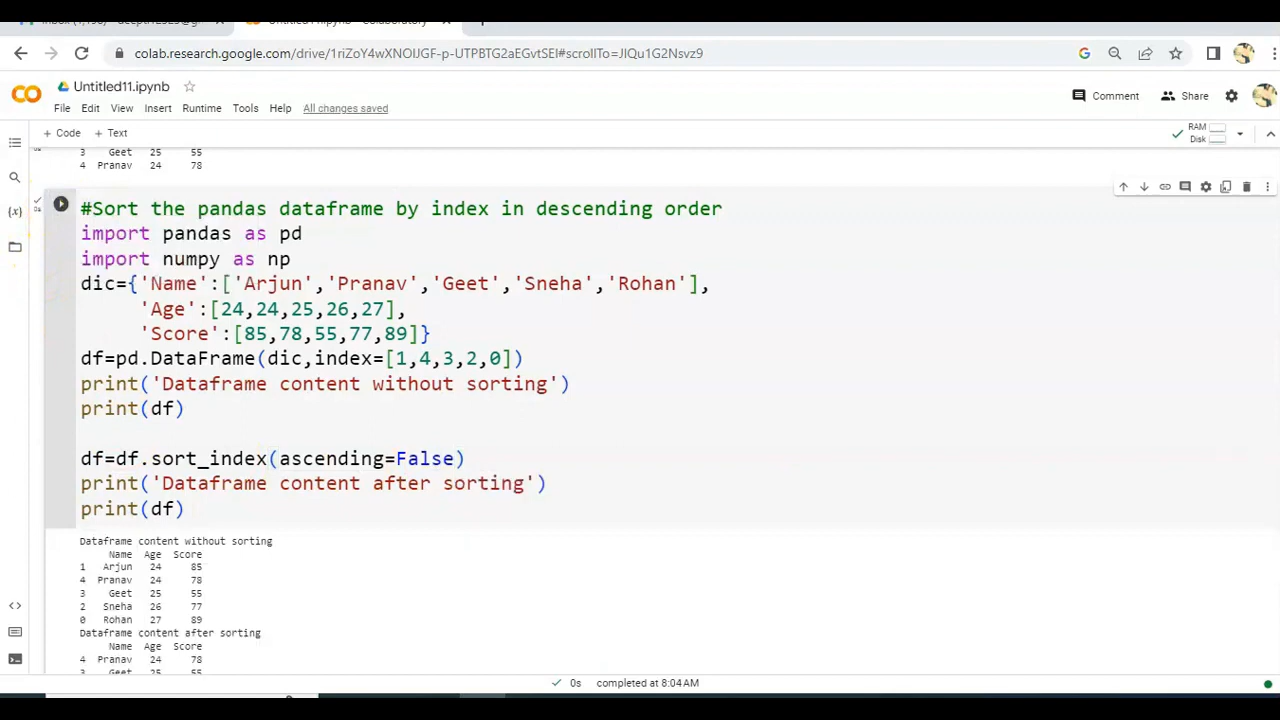 colab.research.google.com/drive/1riZoY4wXNOIJGF-p-UTPBTG2aEGvtSEI#scrollTo=JIQu1G2Nsvz9
Untitled11.ipynb
File Edit View Insert Runtime Tools Help All changes saved
Comment Share
+ Code + Text
RAM
Disk
3 Geet 25 55
4 Pranav 24 78
#Sort the pandas dataframe by index in descending order
import pandas as pd
import numpy as np
dic={'Name':['Arjun','Pranav','Geet','Sneha','Rohan'],
'Age':[24,24,25,26,27],
'Score':[85,78,55,77,89]}
df=pd.DataFrame(dic,index=[1,4,3,2,0])
print('Dataframe content without sorting')
print(df)
df=df.sort_index(ascending=False)
print('Dataframe content after sorting')
print(df)
Dataframe content without sorting
Name Age Score
1 Arjun 24 85
4 Pranav 24 78
3 Geet 25 55
2 Sneha 26 77
0 Rohan 27 89
Dataframe content after sorting
Name Age Score
4 Pranav 24 78
3 Geet 25 55
0s completed at 8:04 AM